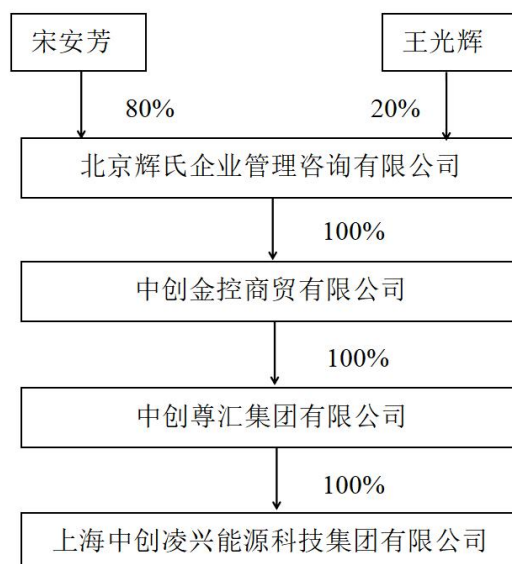 宋安芳
王光辉
80%
20%
北京辉氏企业管理咨询有限公司
100%
中创金控商贸有限公司
100%
中创尊汇集团有限公司
100%
上海中创凌兴能源科技集团有限公司